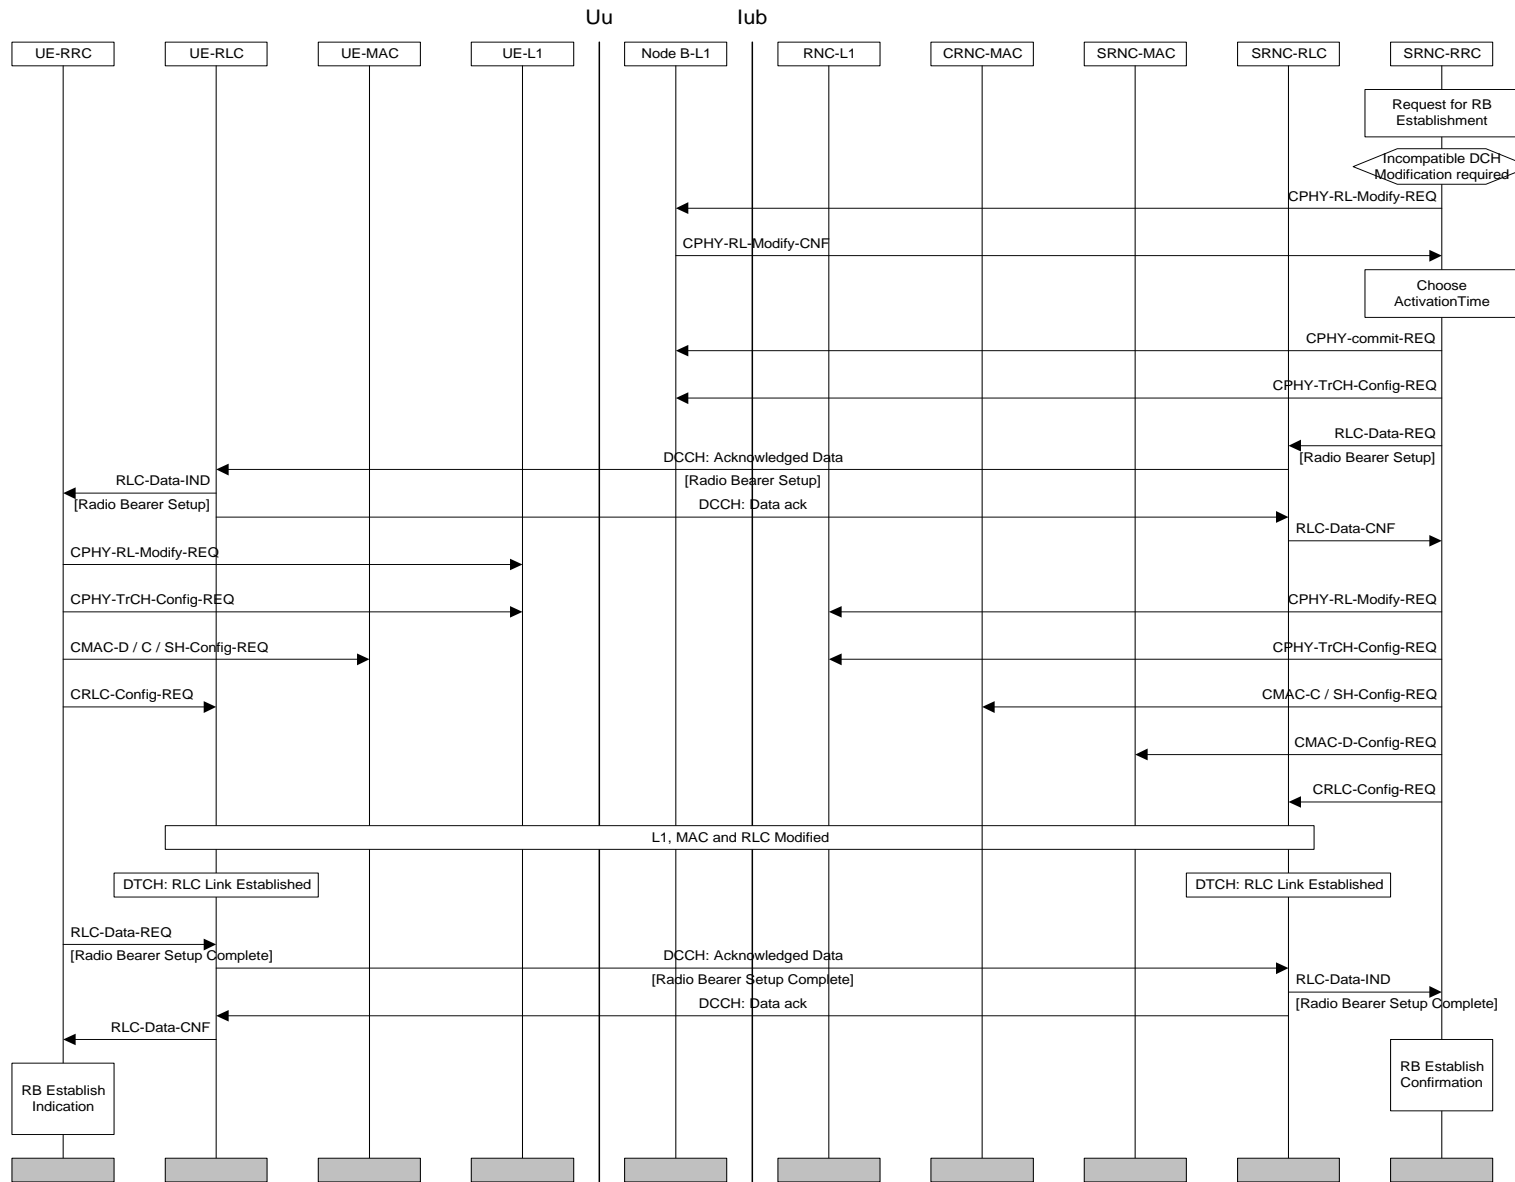 Uu Iub
UE-RRC UE-RLC UE-MAC UE-L1 Node B-L1 RNC-L1 CRNC-MAC SRNC-MAC SRNC-RLC SRNC-RRC
Request for RB
Establishment
Incompatible DCH
Modification required
CPHY-RL-Modify-REQ
CPHY-RL-Modify-CNF
Choose
ActivationTime
CPHY-commit-REQ
CPHY-TrCH-Config-REQ
RLC-Data-REQ
DCCH: Acknowledged Data [Radio Bearer Setup]
RLC-Data-IND [Radio Bearer Setup]
[Radio Bearer Setup] DCCH: Data ack
RLC-Data-CNF
CPHY-RL-Modify-REQ
CPHY-TrCH-Config-REQ CPHY-RL-Modify-REQ
CMAC-D / C / SH-Config-REQ CPHY-TrCH-Config-REQ
CRLC-Config-REQ CMAC-C / SH-Config-REQ
CMAC-D-Config-REQ
CRLC-Config-REQ
L1, MAC and RLC Modified
DTCH: RLC Link Established DTCH: RLC Link Established
RLC-Data-REQ
[Radio Bearer Setup Complete] DCCH: Acknowledged Data
[Radio Bearer Setup Complete] RLC-Data-IND
DCCH: Data ack [Radio Bearer Setup Complete]
RLC-Data-CNF
RB Establish
Indication
RB Establish
Confirmation